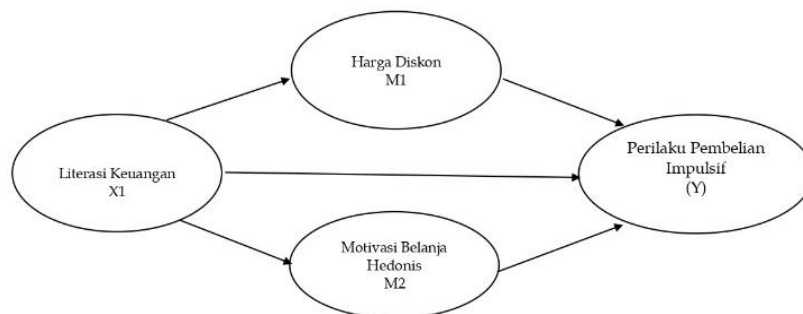 Harga Diskon
M1
Literasi Keuangan
X1
Perilaku Pembelian
Impulsif
(Y)
Motivasi Belanja
Hedonis
M2